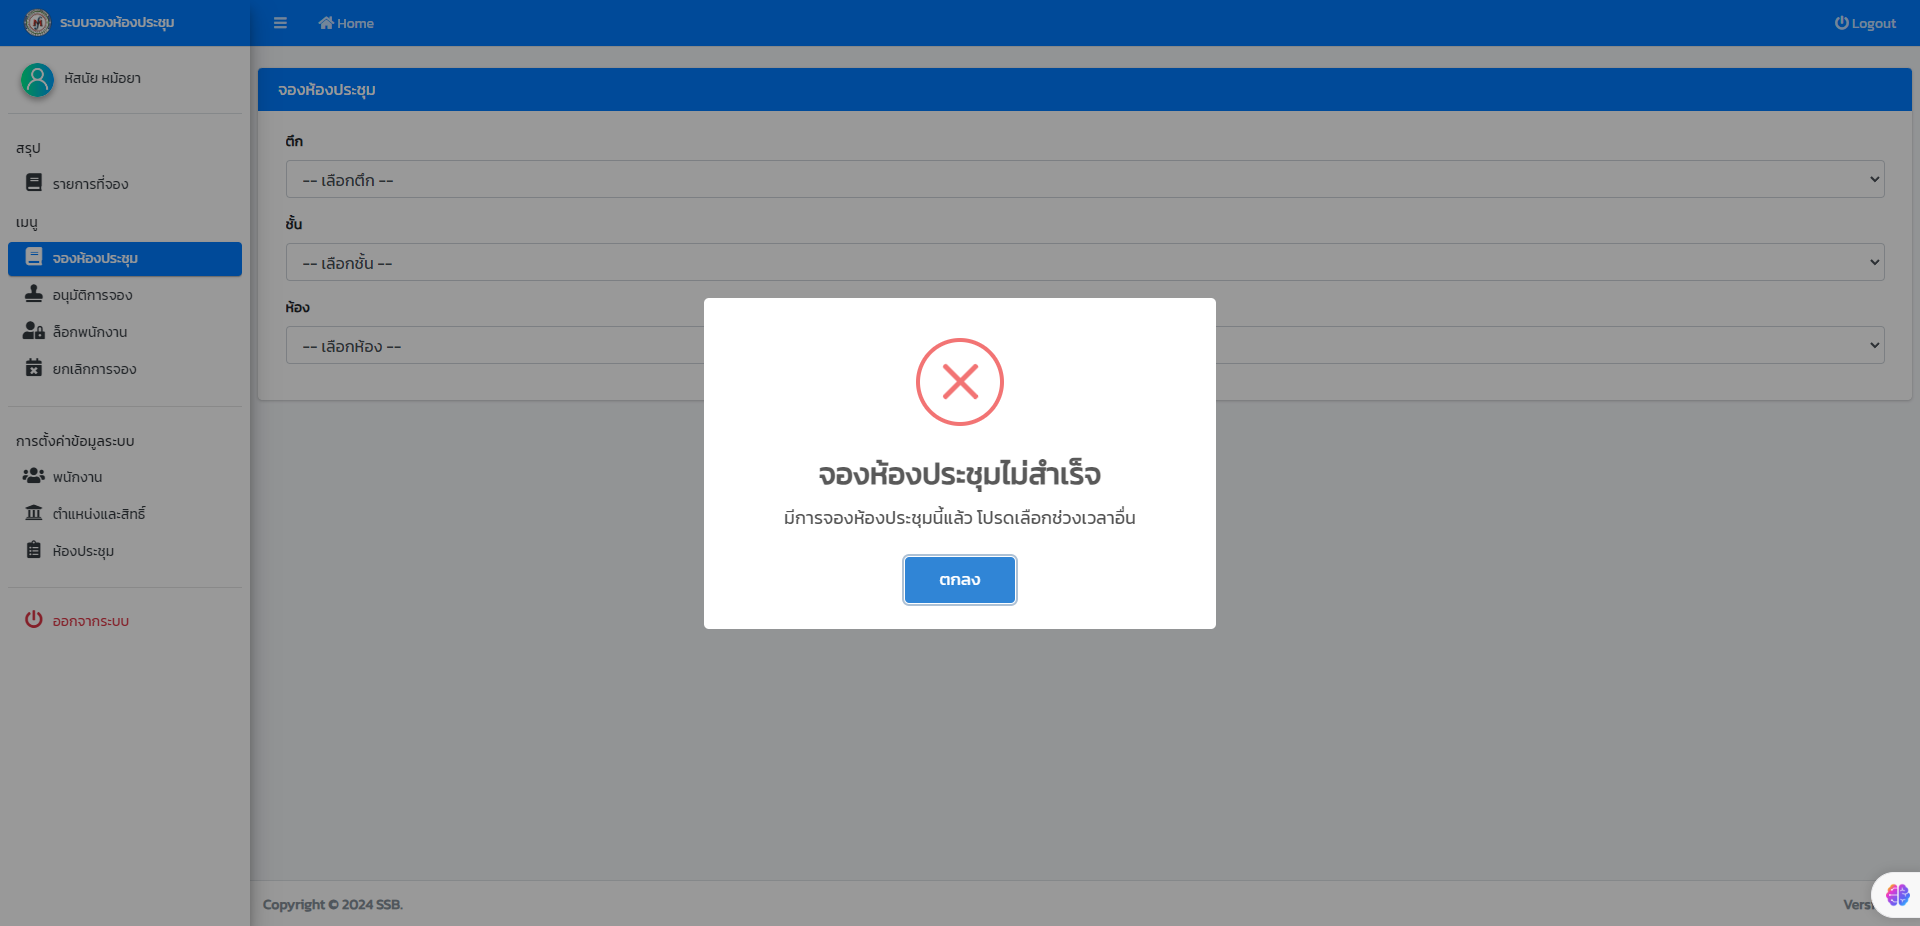 ระบบจองห้องประชุม
Home
Logout
หัสนัย หม้อยา
สรุป
รายการที่จอง
เมนู
จองห้องประชุม
อนุมัติการจอง
ล็อกพนักงาน
ยกเลิกการจอง
การตั้งค่าข้อมูลระบบ
พนักงาน
ตำแหน่งและสิทธิ์
ห้องประชุม
ออกจากระบบ
จองห้องประชุม
ตึก
-- เลือกตึก --
ชั้น
-- เลือกชั้น --
ห้อง
-- เลือกห้อง --
จองห้องประชุมไม่สำเร็จ
มีการจองห้องประชุมนี้แล้ว โปรดเลือกช่วงเวลาอื่น
ตกลง
Copyright © 2024 SSB.